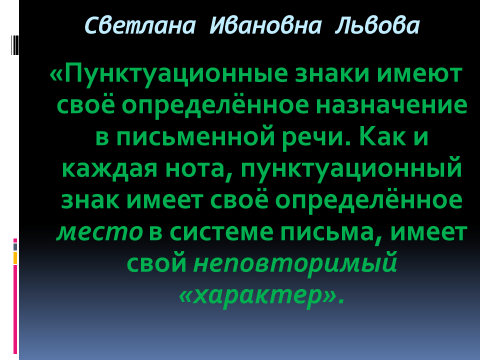 Светлана Ивановна Львова
«Пунктуационные знаки имеют
своё определённое назначение
в письменной речи. Как и
каждая нота, пунктуационный
знак имеет своё определённое
место в системе письма, имеет
свой неповторимый
«характер».